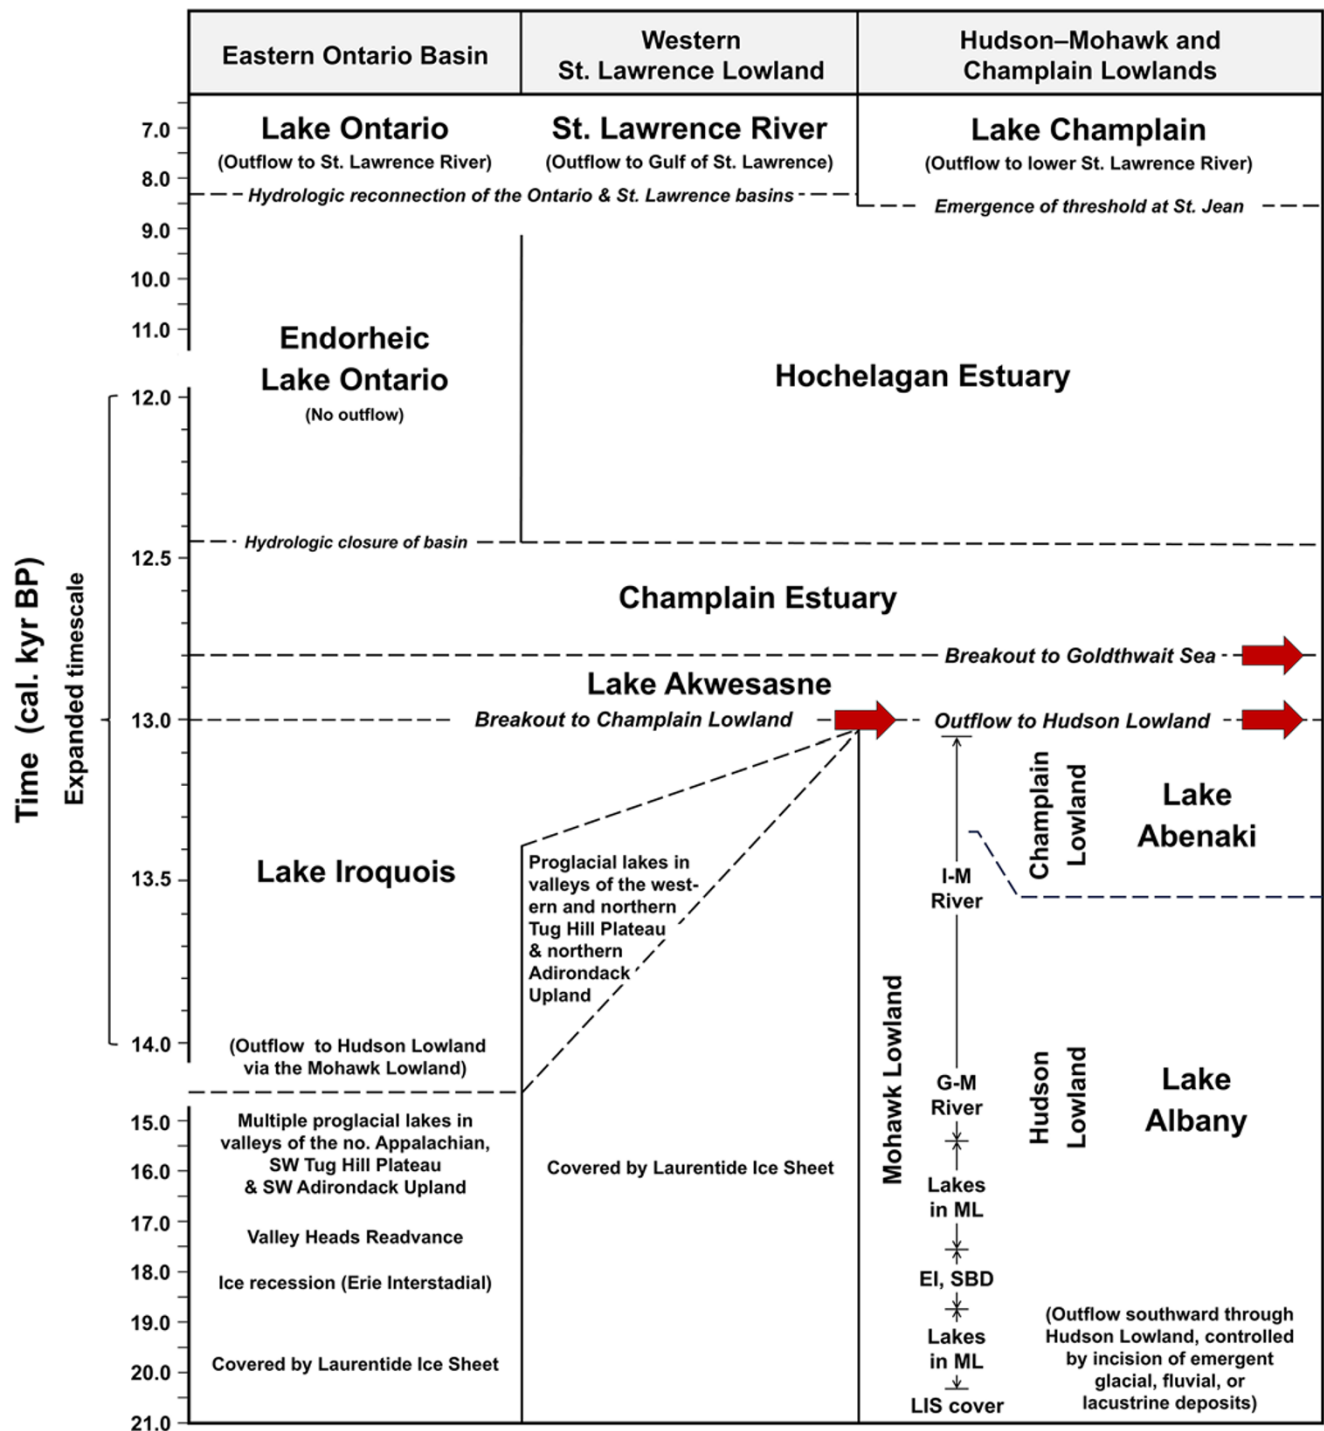 Eastern Ontario Basin
Western
St. Lawrence Lowland
Hudson–Mohawk and
Champlain Lowlands
Time (cal. kyr BP)
Expanded timescale
7.0
8.0
9.0
10.0
11.0
12.0
12.5
13.0
13.5
14.0
15.0
16.0
17.0
18.0
19.0
20.0
21.0
Lake Ontario
(Outflow to St. Lawrence River)
St. Lawrence River
(Outflow to Gulf of St. Lawrence)
Lake Champlain
(Outflow to lower St. Lawrence River)
Hydrologic reconnection of the Ontario & St. Lawrence basins
Emergence of threshold at St. Jean
Endorheic
Lake Ontario
(No outflow)
Hochelagan Estuary
Hydrologic closure of basin
Champlain Estuary
Breakout to Goldthwait Sea
Lake Akwesasne
Breakout to Champlain Lowland
Outflow to Hudson Lowland
Lake Iroquois
(Outflow to Hudson Lowland
via the Mohawk Lowland)
Proglacial lakes in
valleys of the west-
ern and northern
Tug Hill Plateau
& northern
Adirondack
Upland
Champlain
Lowland
Lake
Abenaki
I-M
River
Mohawk Lowland
G-M
River
Hudson
Lowland
Lake
Albany
Multiple proglacial lakes in
valleys of the no. Appalachian,
SW Tug Hill Plateau
& SW Adirondack Upland
Valley Heads Readvance
Ice recession (Erie Interstadial)
Covered by Laurentide Ice Sheet
Covered by Laurentide Ice Sheet
Lakes
in ML
EI, SBD
Lakes
in ML
LIS cover
(Outflow southward through
Hudson Lowland, controlled
by incision of emergent
glacial, fluvial, or
lacustrine deposits)